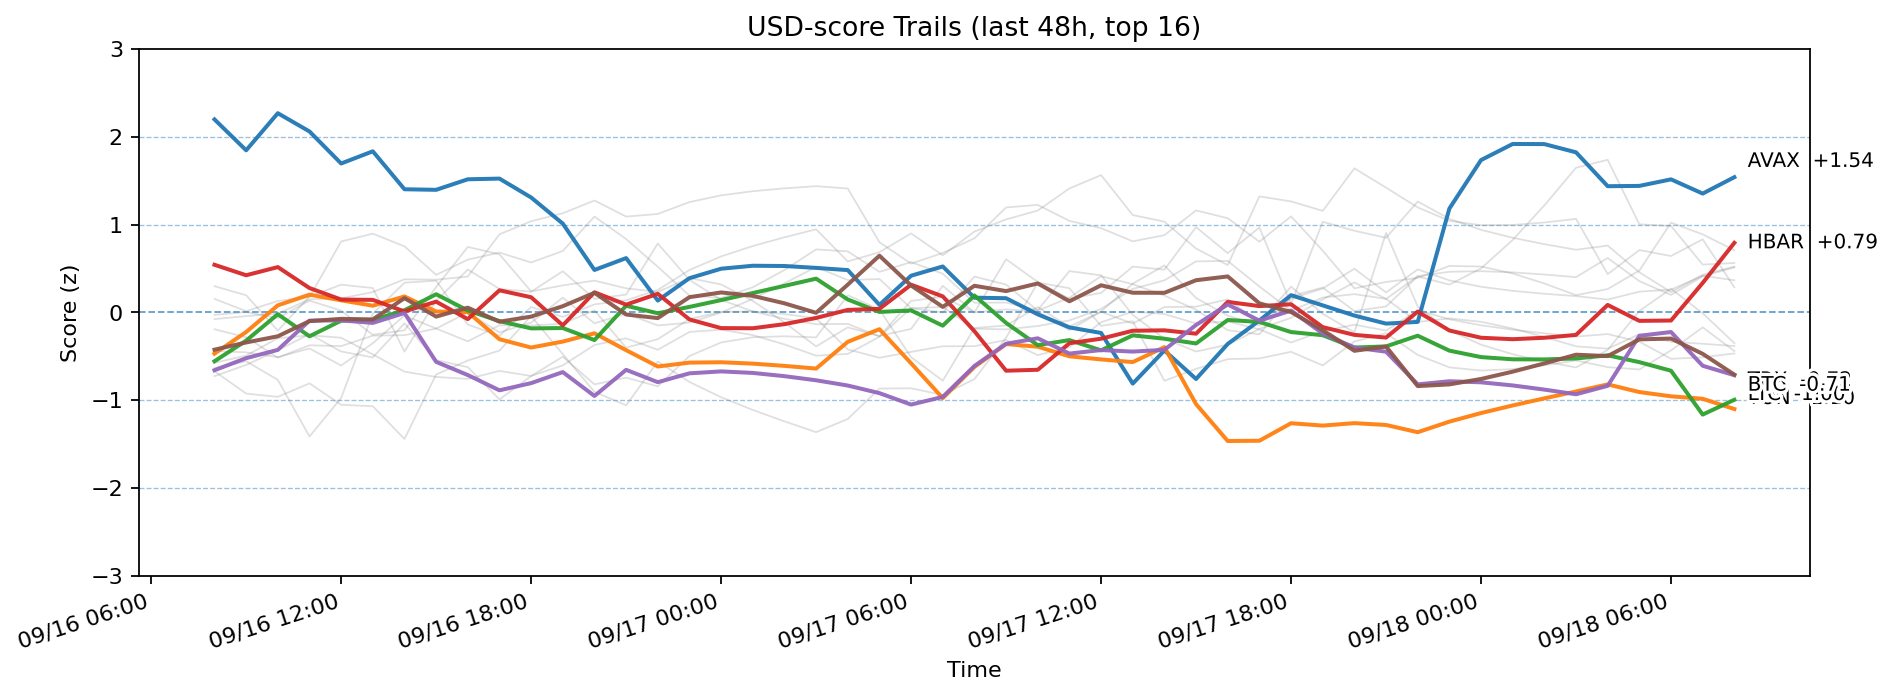 USD-score Trails (last 48h, top 16)
Score (z)
3
2
1
0
−1
−2
−3
AVAX +1.54
HBAR +0.79
BTC -0.71
09/16 06:00
09/16 12:00
09/16 18:00
09/17 00:00
09/17 06:00
09/17 12:00
09/17 18:00
09/18 00:00
09/18 06:00
Time